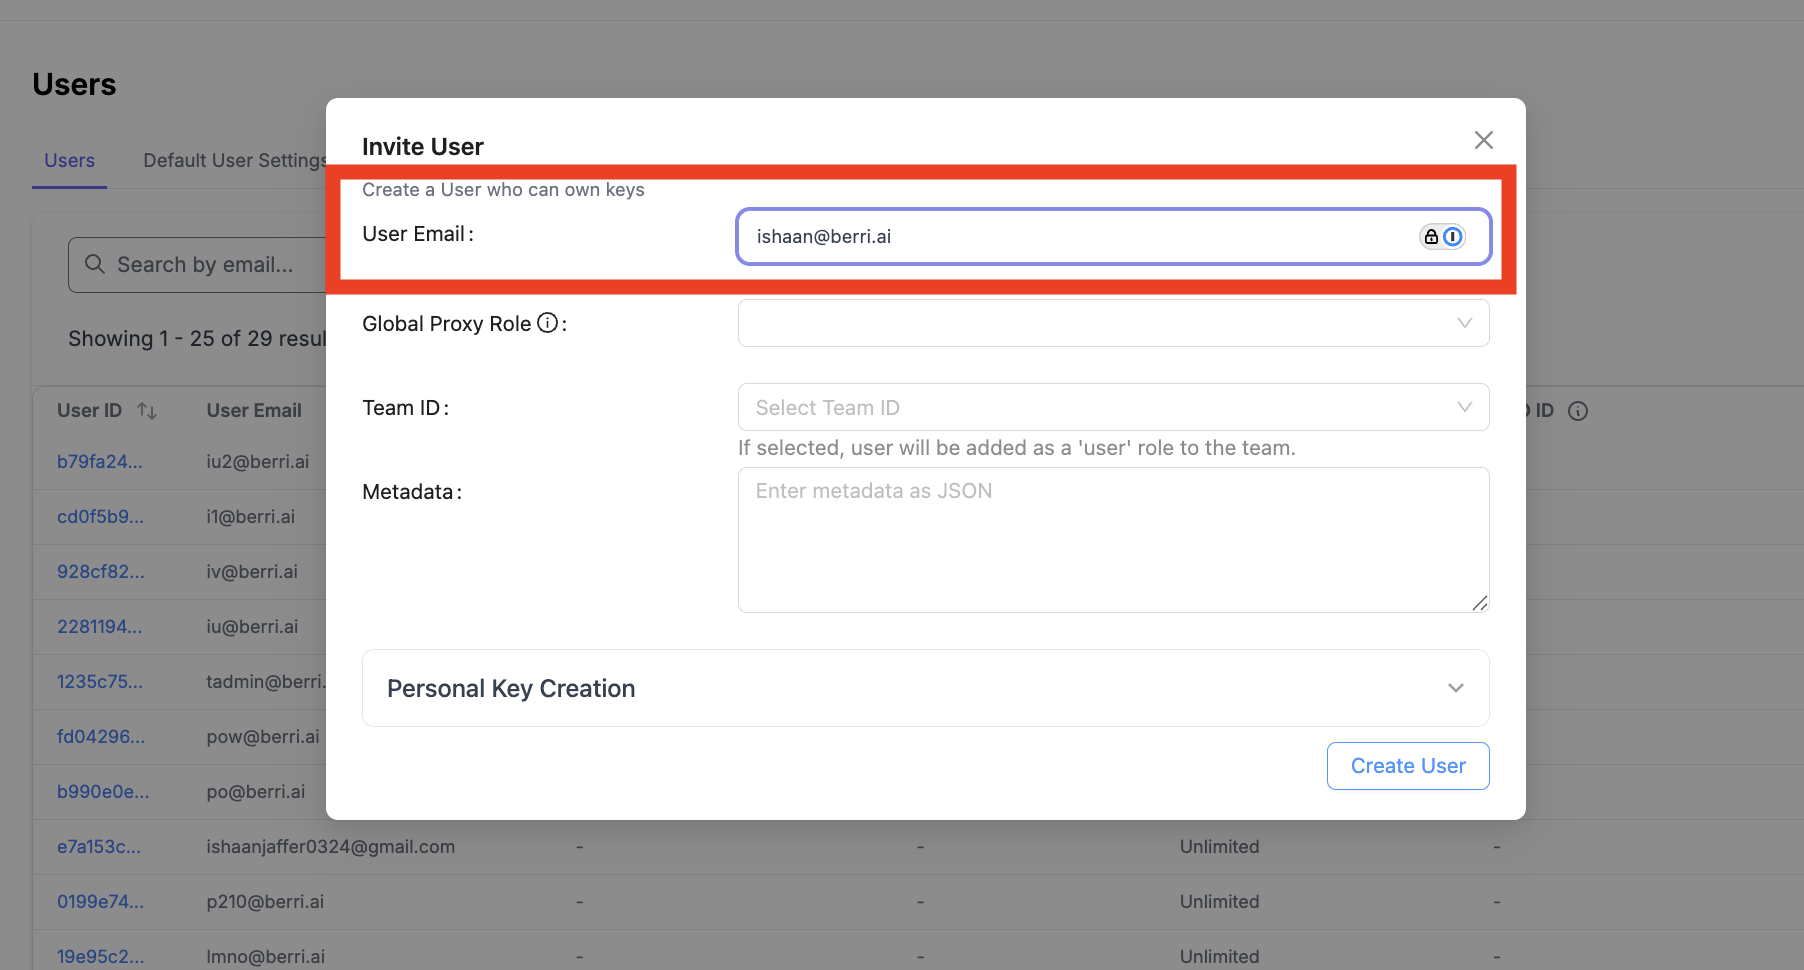 Users
Users Default User Settings
Search by email...
Showing 1 - 25 of 29
User ID User Email ID
b79fa24... iu2@berri.ai
cd0f5b9... i1@berri.ai
928cf82... iv@berri.ai
2281194... iu@berri.ai
1235c75... tadmin@berri.
fd04296... pow@berri.ai
b990e0e... po@berri.ai
e7a153c... ishaanjaffer0324@gmail.com - - Unlimited -
0199e74... p210@berri.ai - - Unlimited -
19e95c2... lmno@berri.ai - - Unlimited -
Invite User
Create a User who can own keys
User Email: ishaan@berri.ai
Global Proxy Role :
Team ID: Select Team ID
If selected, user will be added as a 'user' role to the team.
Metadata: Enter metadata as JSON
Personal Key Creation
Create User